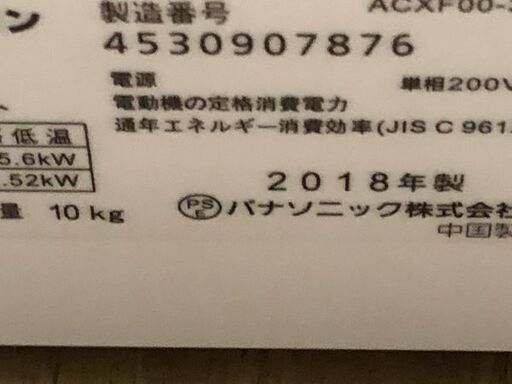 ン 製造番号 ACXF00-
4530907876
電源 単相200V
電動機の定格消費電力
通年エネルギー消費効率(JIS C 961
低温
5.6kW
.52kW
2018年製
量 10kg PSE パナソニック株式会社
中国製